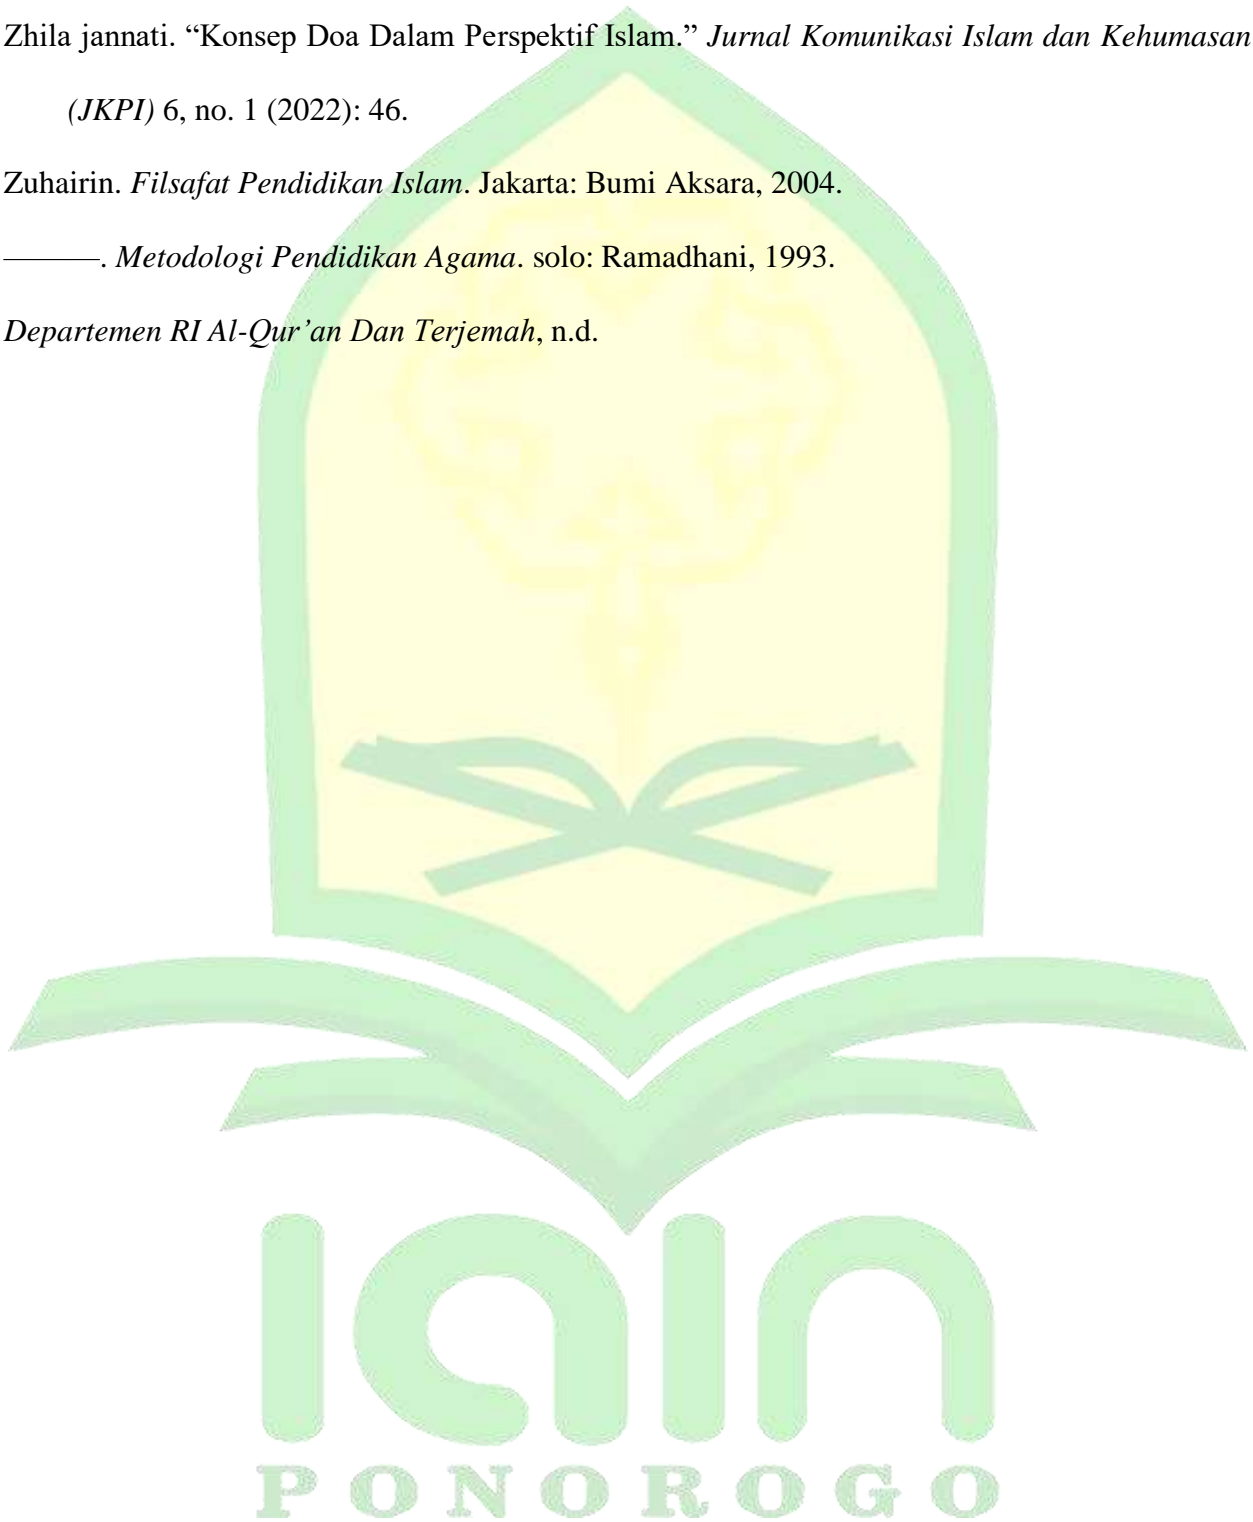 Zhila jannati. “Konsep Doa Dalam Perspektif Islam.” Jurnal Komunikasi Islam dan Kehumasan
(JKPI) 6, no. 1 (2022): 46.
Zuhairin. Filsafat Pendidikan Islam. Jakarta: Bumi Aksara, 2004.
———. Metodologi Pendidikan Agama. solo: Ramadhani, 1993.
Departemen RI Al-Qur’an Dan Terjemah, n.d.
iain
PONOROGO